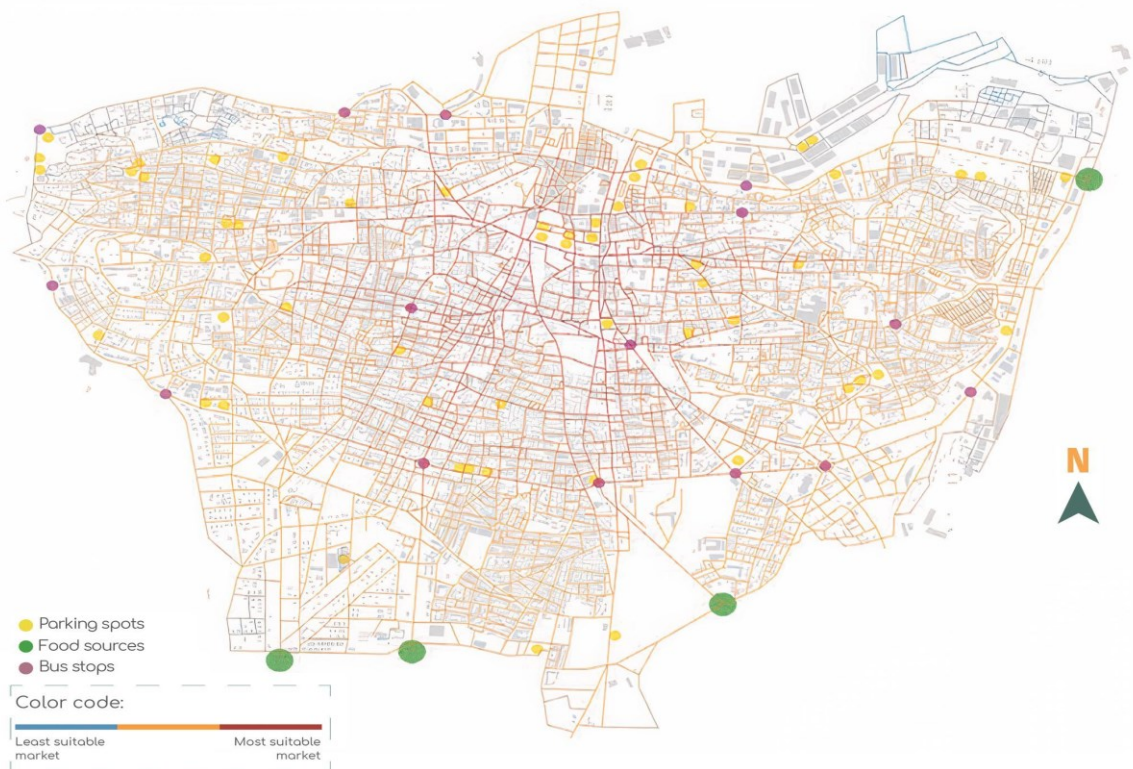 N
Parking spots
Food sources
Bus stops
Color code:
Least suitable
market
Most suitable
market